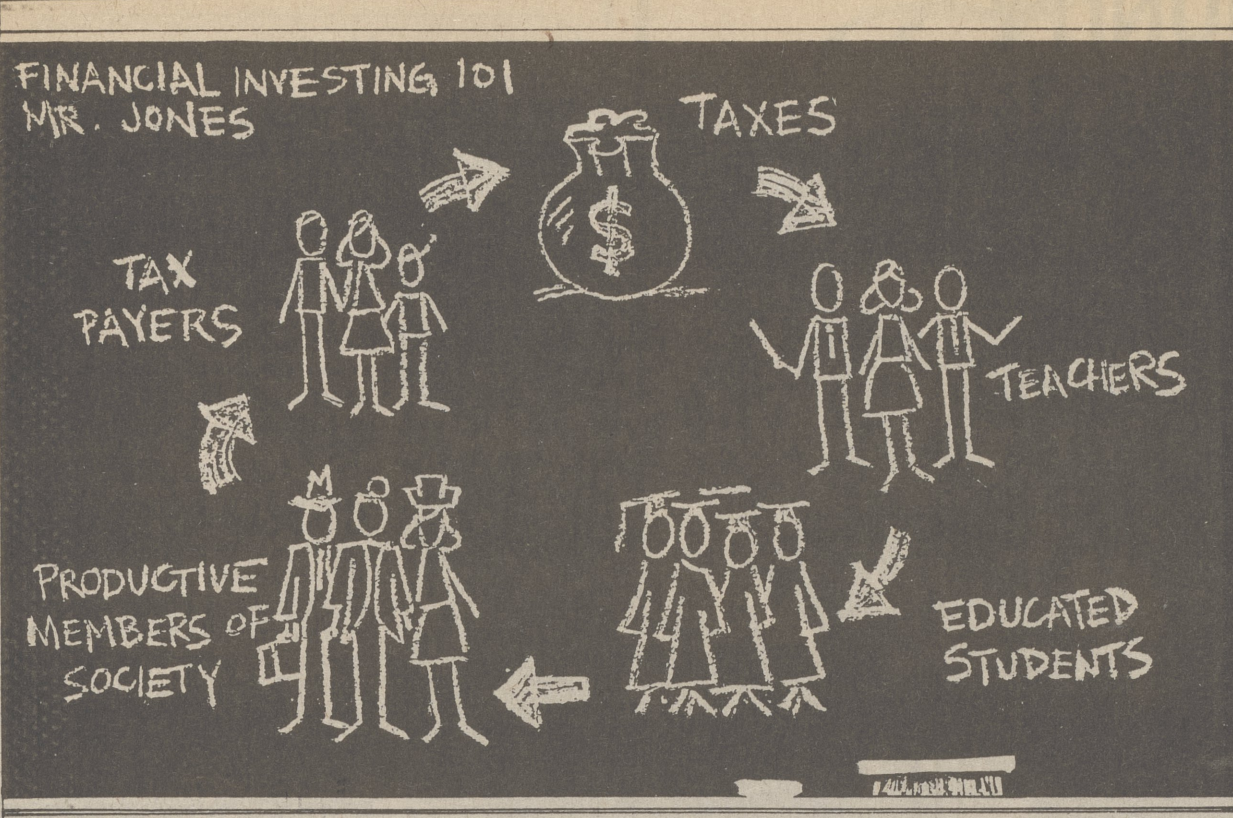 FINANCIAL INVESTING 101
MR. JONES
TAXES
$
TEACHERS
EDUCATED
STUDENTS
PRODUCTIVE
MEMBERS OF
SOCIETY
M
TAX
PAYERS